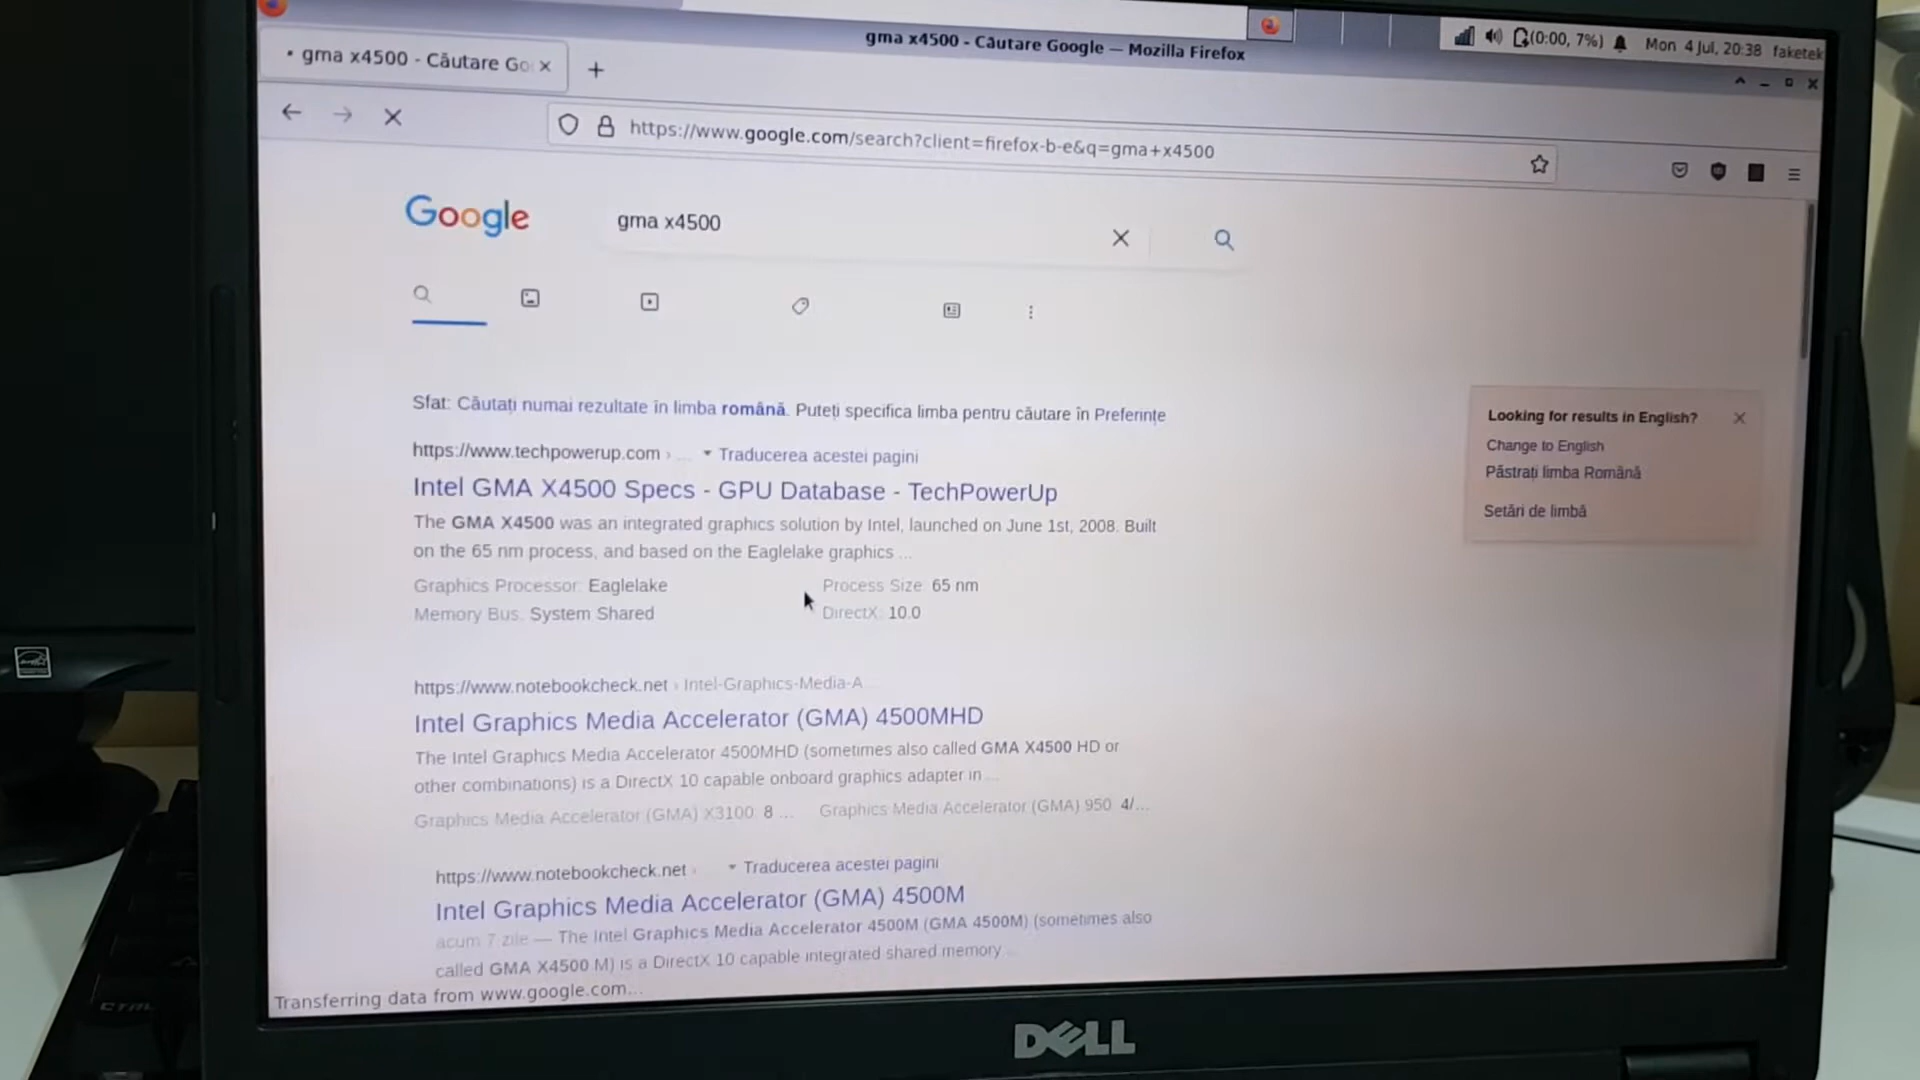 gma x4500 - Căutare Google — Mozilla Firefox
(0:00, 7%) Mon 4 Jul, 20:38 faketek
gma x4500 - Căutare Go
https://www.google.com/search?client=firefox-b-e&q=gma+x4500
Google
gma x4500
Sfat: Căutați numai rezultate în limba română. Puteți specifica limba pentru căutare în Preferințe
https://www.techpowerup.com › ... Traducerea acestei pagini
Intel GMA X4500 Specs - GPU Database - TechPowerUp
The GMA X4500 was an integrated graphics solution by Intel, launched on June 1st, 2008. Built
on the 65 nm process, and based on the Eaglelake graphics ...
Graphics Processor: Eaglelake Process Size: 65 nm
Memory Bus: System Shared DirectX: 10.0
https://www.notebookcheck.net › Intel-Graphics-Media-A...
Intel Graphics Media Accelerator (GMA) 4500MHD
The Intel Graphics Media Accelerator 4500MHD (sometimes also called GMA X4500 HD or
other combinations) is a DirectX 10 capable onboard graphics adapter in ...
Graphics Media Accelerator (GMA) X3100: 8 ... Graphics Media Accelerator (GMA) 950: 4/...
https://www.notebookcheck.net › Traducerea acestei pagini
Intel Graphics Media Accelerator (GMA) 4500M
acum 7 zile — The Intel Graphics Media Accelerator 4500M (GMA 4500M) (sometimes also
called GMA X4500 M) is a DirectX 10 capable integrated shared memory ...
Looking for results in English?
Change to English
Păstrați limba Română
Setări de limbă
Transferring data from www.google.com...
DELL
CTRL